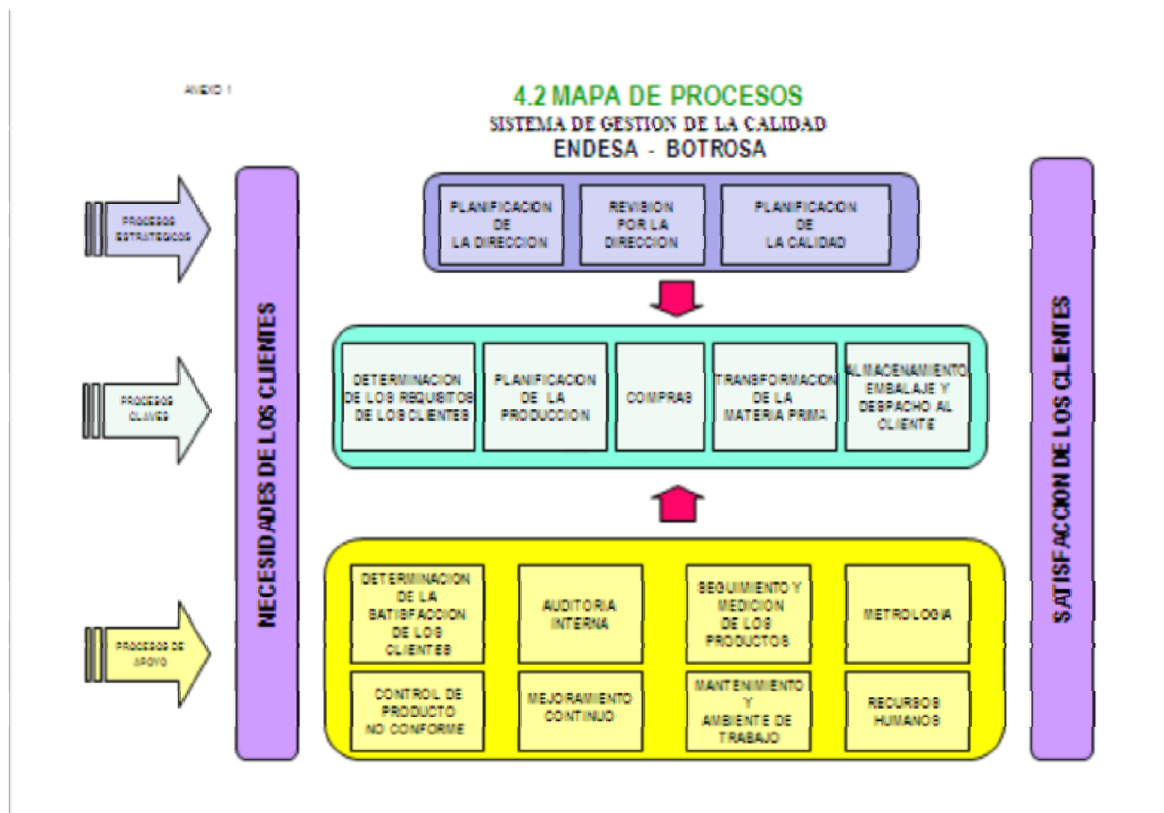 ANEXO 1
4.2 MAPA DE PROCESOS
SISTEMA DE GESTION DE LA CALIDAD
ENDESA - BOTROSA
PROCESOS
ESTRATEGICOS
NECESIDADES DE LOS CLIENTES
PLANIFICACION
DE
LA DIRECCION
REVISION
POR LA
DIRECCION
PLANIFICACION
DE
LA CALIDAD
SATISFACCION DE LOS CLIENTES
PROCESOS
CLAVES
DETERMINACION
DE LOS REQUISITOS
DE LOS CLIENTES
PLANIFICACION
DE LA
PRODUCCION
COMPRAS
TRANSFORMACION
DE LA
MATERIA PRIMA
ALMACENAMIENTO,
EMBALAJE Y
DESPACHO AL
CLIENTE
PROCESOS DE
APOYO
DETERMINACION
DE LA
SATISFACCION
DE LOS
CLIENTES
AUDITORIA
INTERNA
SEGUIMIENTO Y
MEDICION
DE LOS
PRODUCTOS
METROLOGIA
CONTROL DE
PRODUCTO
NO CONFORME
MEJORAMIENTO
CONTINUO
MANTENIMIENTO
Y
AMBIENTE DE
TRABAJO
RECURSOS
HUMANOS